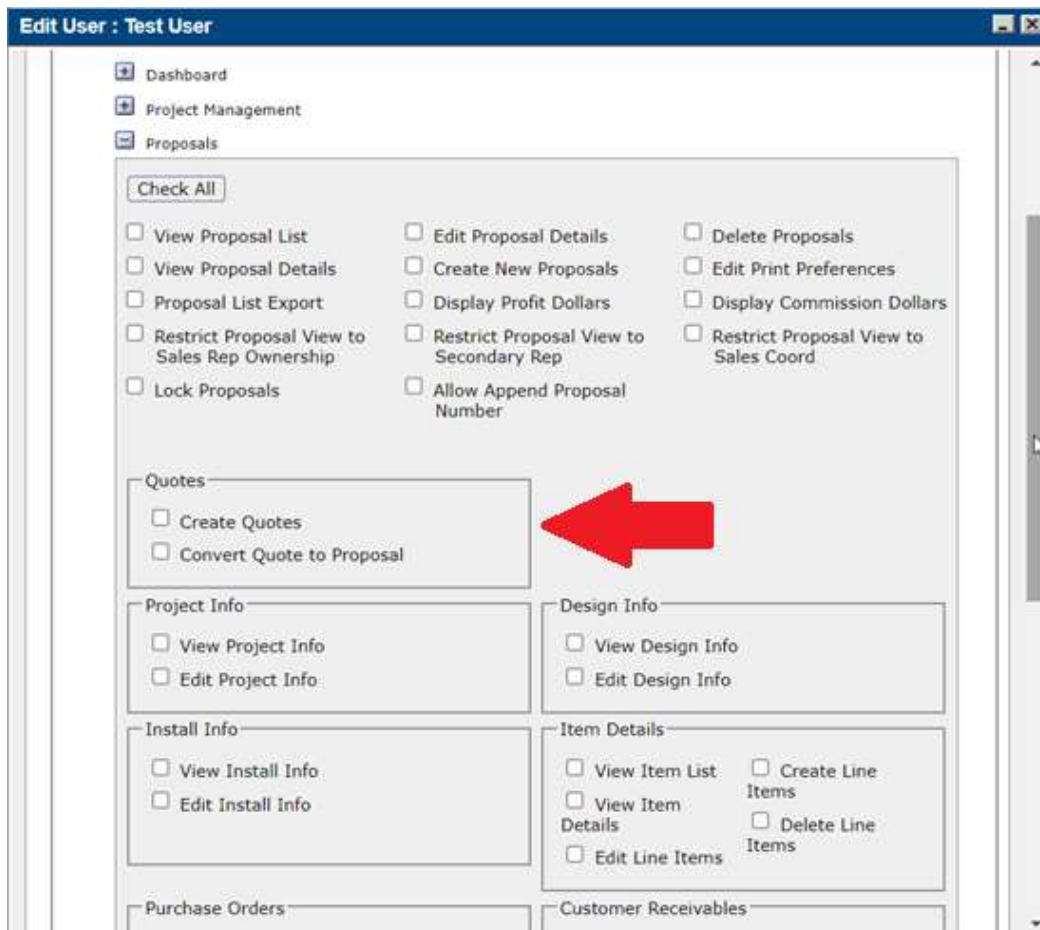 Edit User : Test User
Dashboard
Project Management
Proposals
Check All
View Proposal List
Edit Proposal Details
Delete Proposals
View Proposal Details
Create New Proposals
Edit Print Preferences
Proposal List Export
Display Profit Dollars
Display Commission Dollars
Restrict Proposal View to
Sales Rep Ownership
Restrict Proposal View to
Secondary Rep
Restrict Proposal View to
Sales Coord
Lock Proposals
Allow Append Proposal
Number
Quotes
Create Quotes
Convert Quote to Proposal
Project Info
View Project Info
Edit Project Info
Design Info
View Design Info
Edit Design Info
Install Info
View Install Info
Edit Install Info
Item Details
View Item List
View Item
Details
Edit Line Items
Create Line
Items
Delete Line
Items
Purchase Orders
Customer Receivables